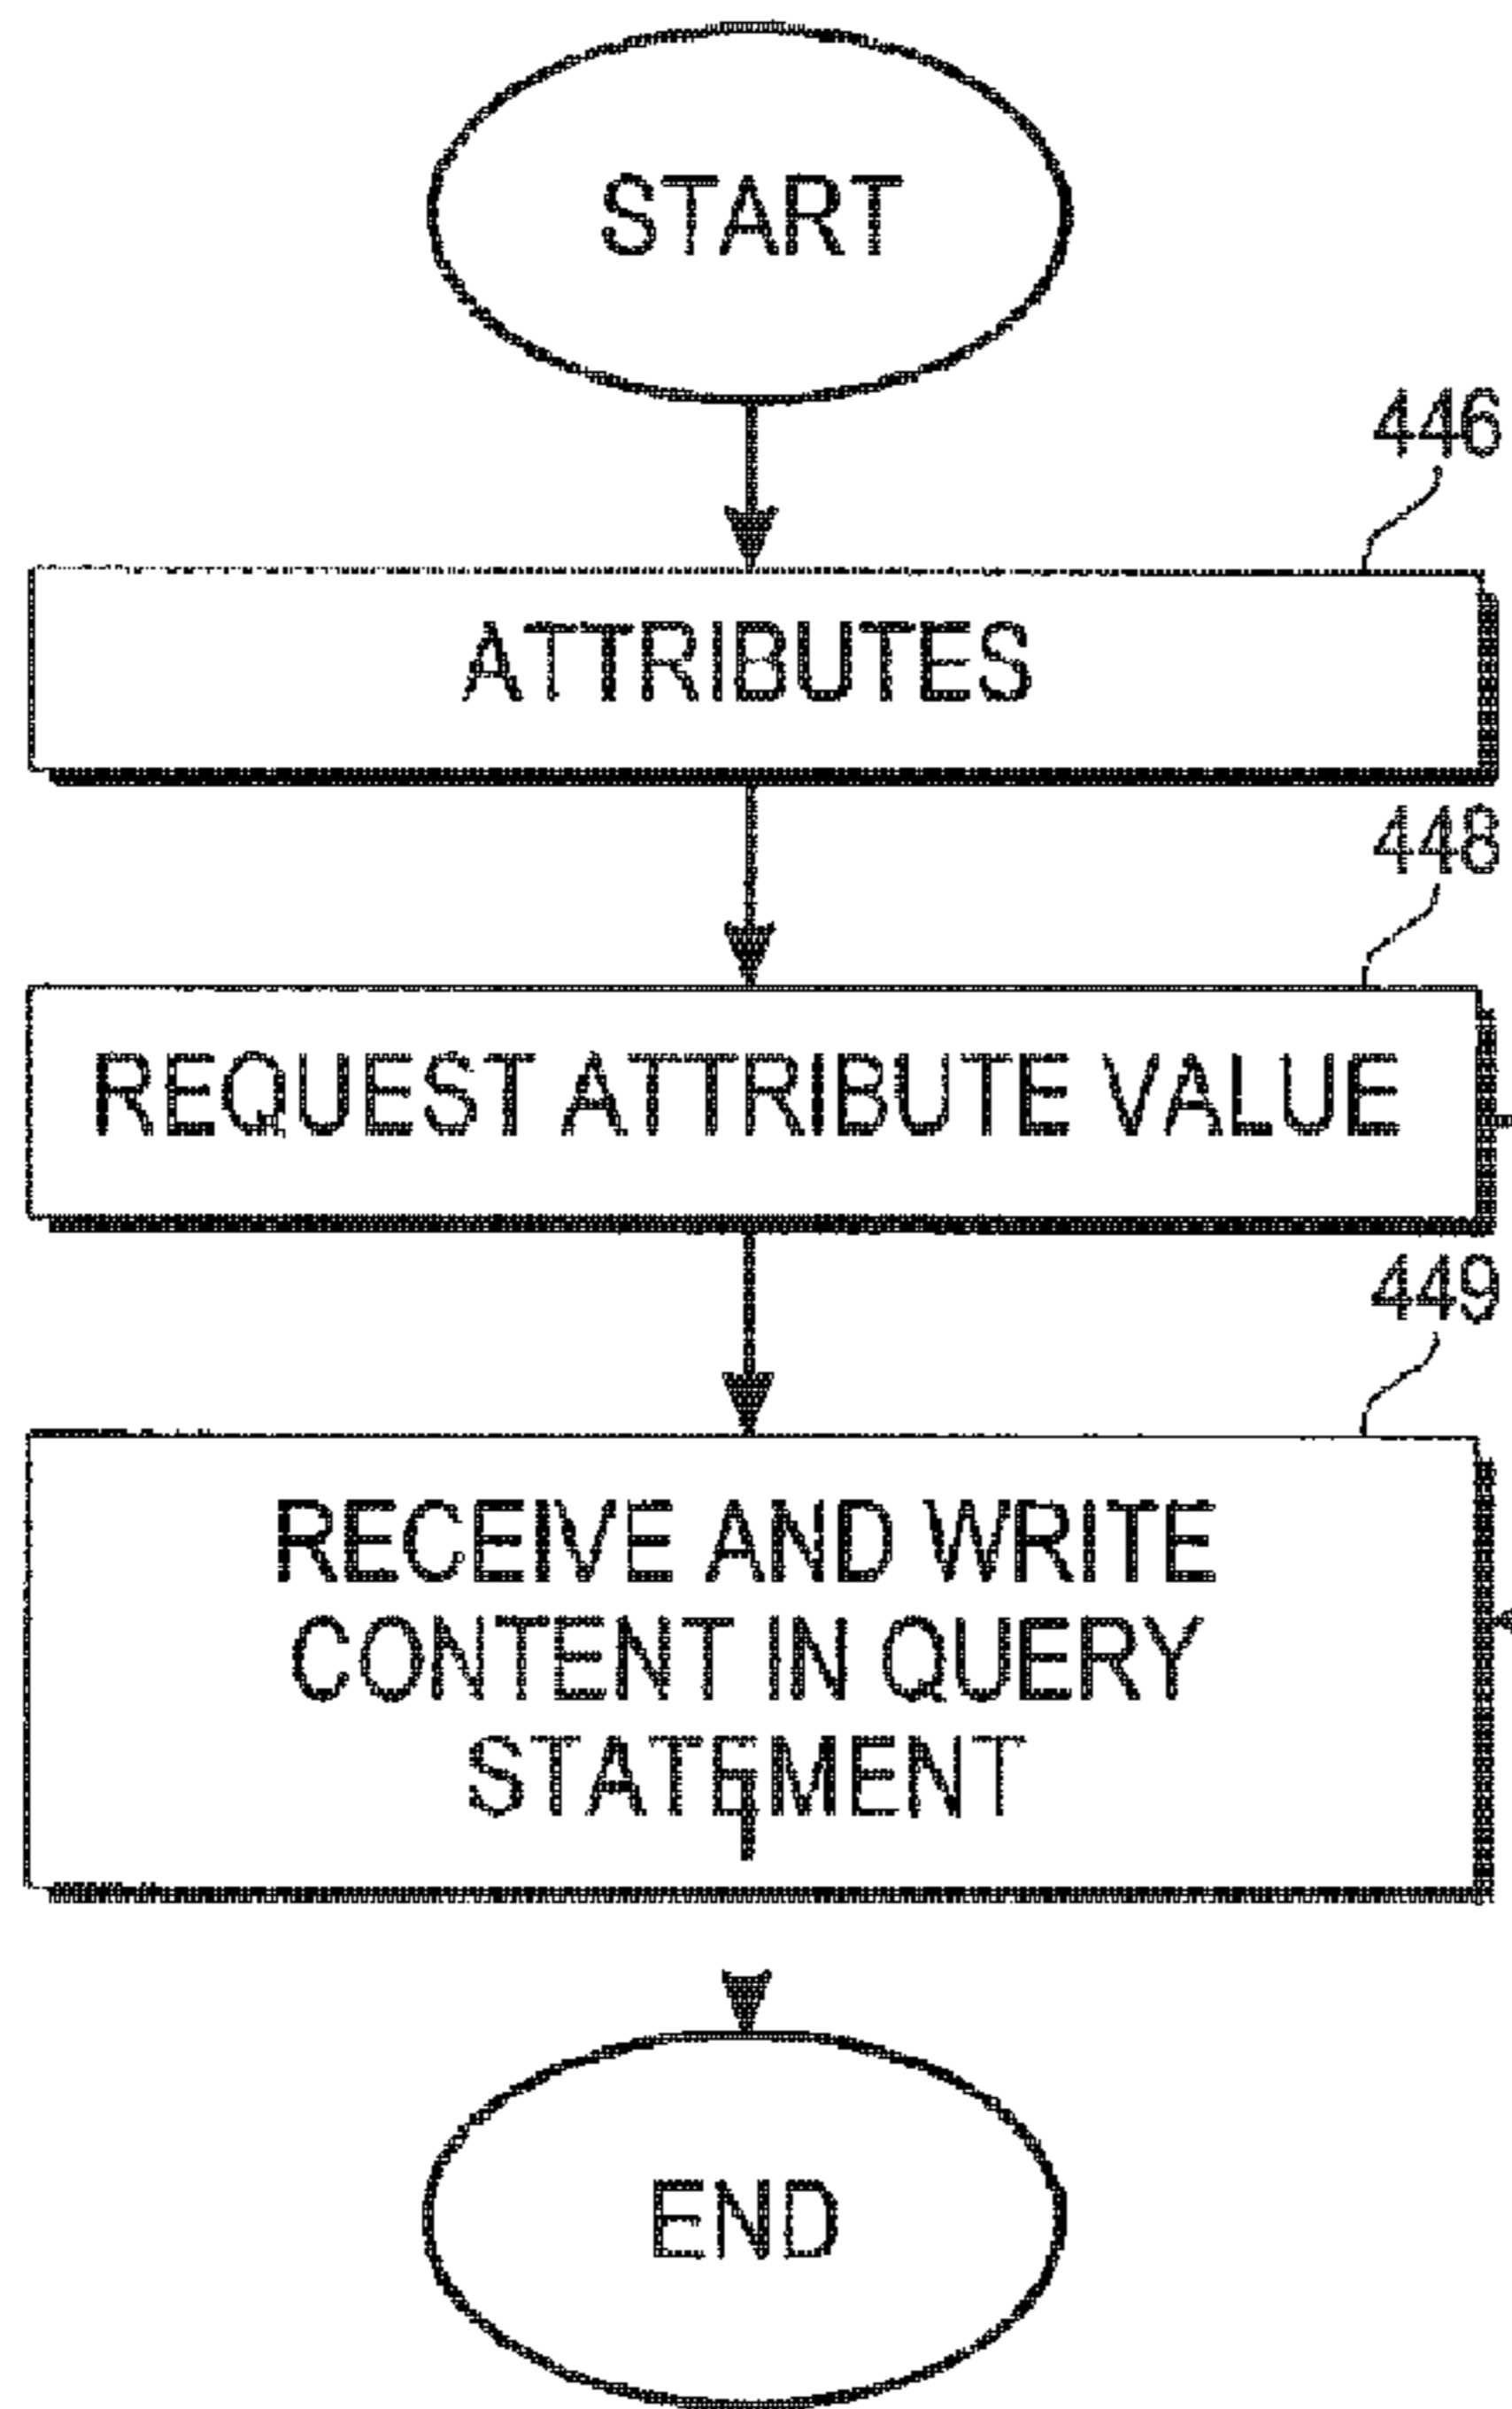 START
446
ATTRIBUTES
448
REQUEST ATTRIBUTE VALUE
449
RECEIVE AND WRITE
CONTENT IN QUERY
STATEMENT
END